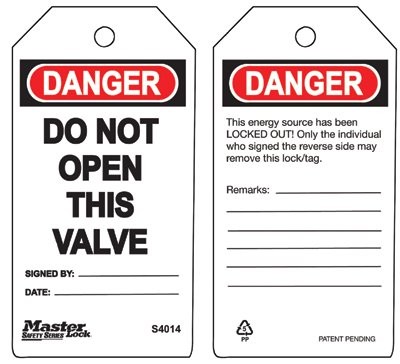 DANGER
DO NOT
OPEN
THIS
VALVE
SIGNED BY:
DATE:
Master Lock
SAFETY SERIES
S4014
DANGER
This energy source has been
LOCKED OUT! Only the individual
who signed the reverse side may
remove this lock/tag.
Remarks:
5
PP
PATENT PENDING